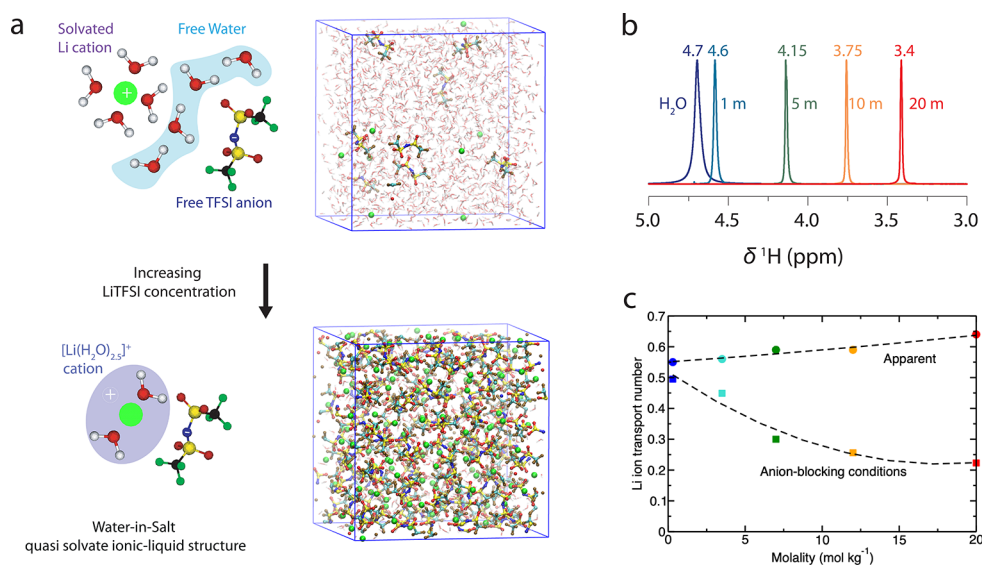 a
Solvated
Li cation
Free Water
+
Free TFSI anion
Increasing
LiTFSI concentration
[Li(H₂O)₂.₅]⁺
cation
+
Water-in-Salt
quasi solvate ionic-liquid structure
b
4.7 4.6 4.15 3.75 3.4
H₂O 1 m 5 m 10 m 20 m
5.0 4.5 4.0 3.5 3.0
δ ¹H (ppm)
c
Li ion transport number
0.7
0.6
0.5
0.4
0.3
0.2
0.1
0
Apparent
Anion-blocking conditions
0 5 10 15 20
Molality (mol kg⁻¹)